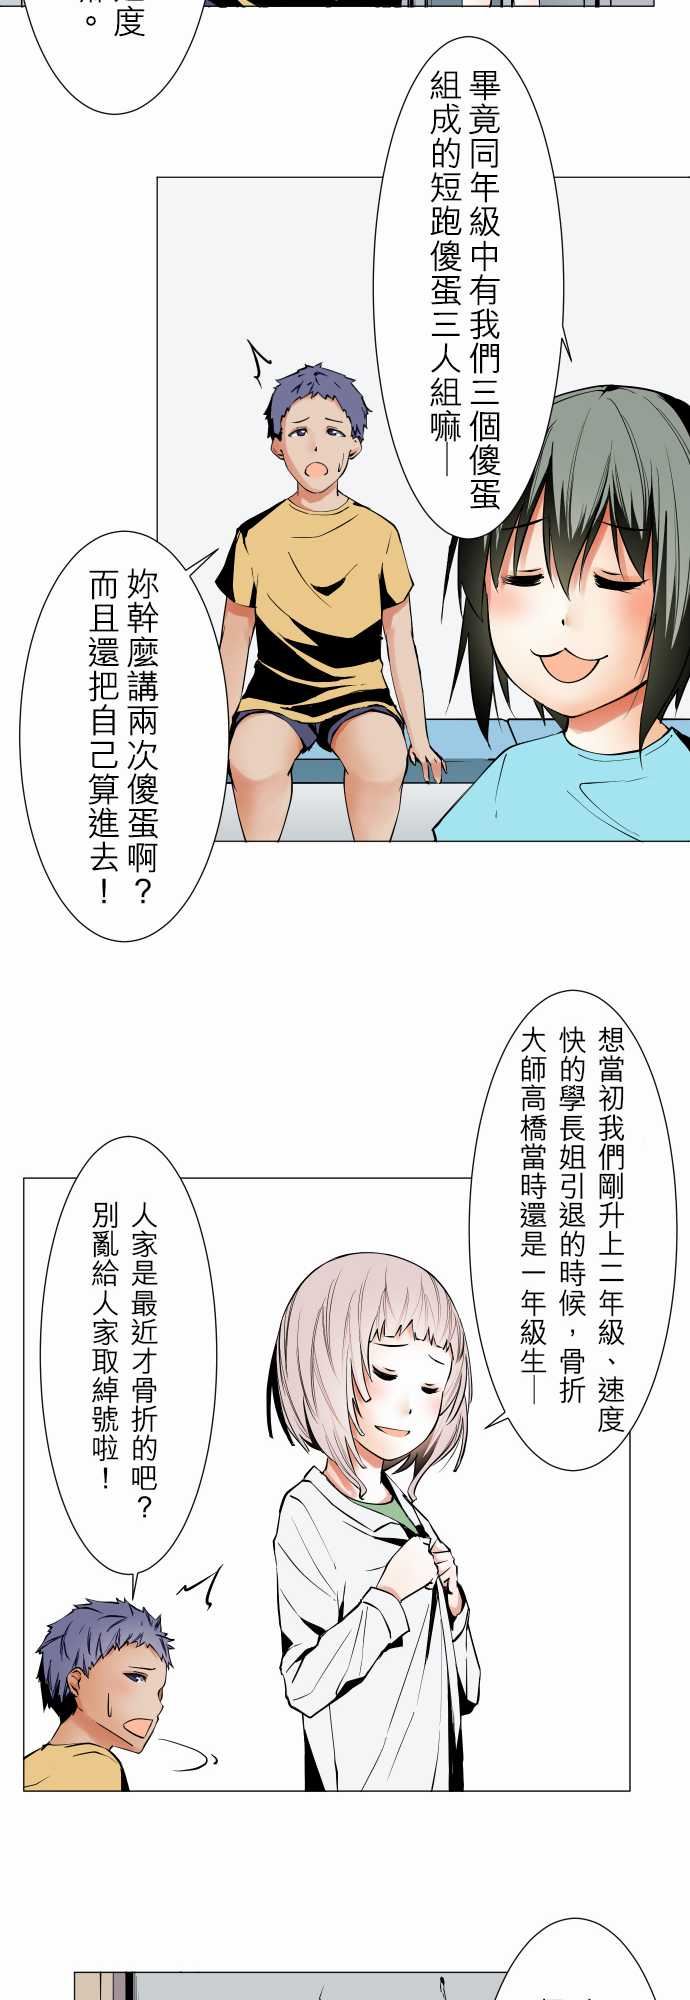 度
。
畢竟同年級中有我們三個傻蛋
組成的短跑傻蛋三人組嘛—
妳幹麼講兩次傻蛋啊？
而且還把自己算進去！
想當初我們剛升上二年級、速度
快的學長姐引退的時候，骨折
大師高橋當時還是一年級生—
人家是最近才骨折的吧？
別亂給人家取綽號啦！